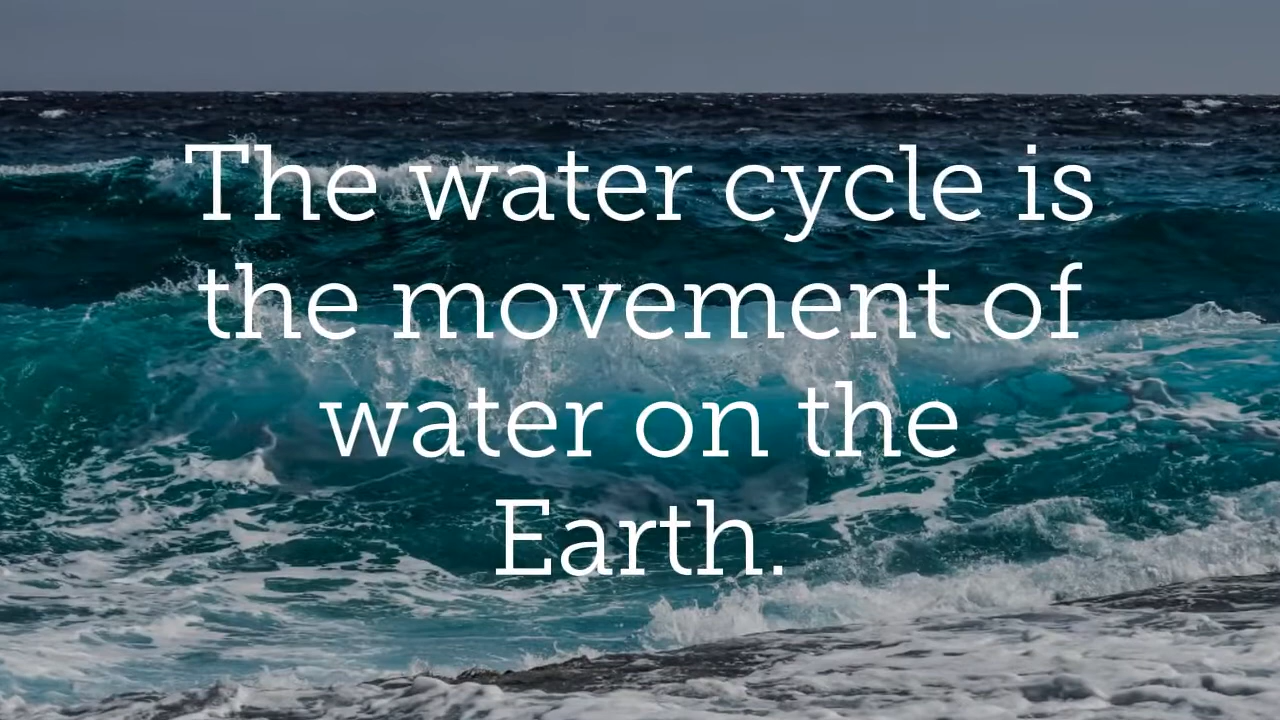 The water cycle is
the movement of
water on the
Earth.